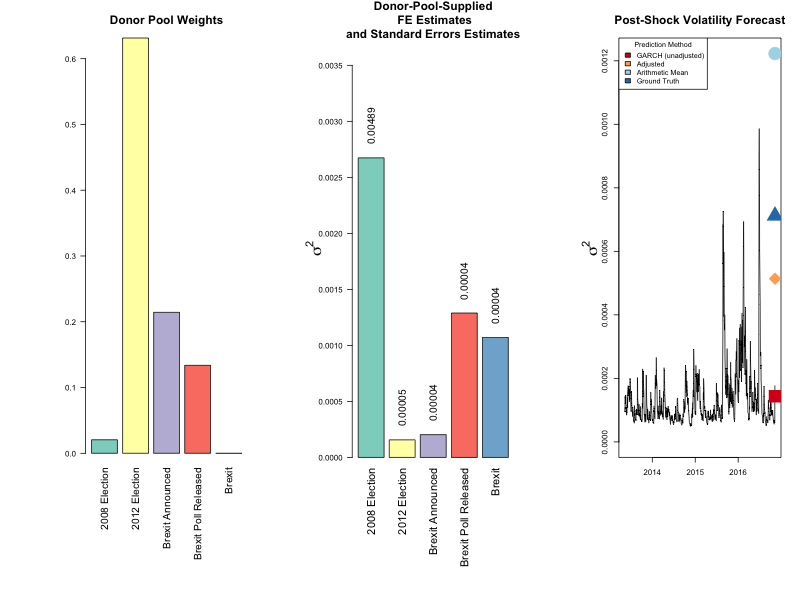 Donor Pool Weights
0.6
0.5
0.4
0.3
0.2
0.1
0.0
2008 Election
2012 Election
Brexit Announced
Brexit Poll Released
Brexit
Donor-Pool-Supplied
FE Estimates
and Standard Errors Estimates
σ²
0.0035
0.0030
0.0025
0.0020
0.0015
0.0010
0.0005
0.0000
0.00489
0.00005
0.00004
0.00004
0.00004
2008 Election
2012 Election
Brexit Announced
Brexit Poll Released
Brexit
Post-Shock Volatility Forecast
σ²
0.0012
0.0010
0.0008
0.0006
0.0004
0.0002
0.0000
Prediction Method
GARCH (unadjusted)
Adjusted
Arithmetic Mean
Ground Truth
2014
2015
2016